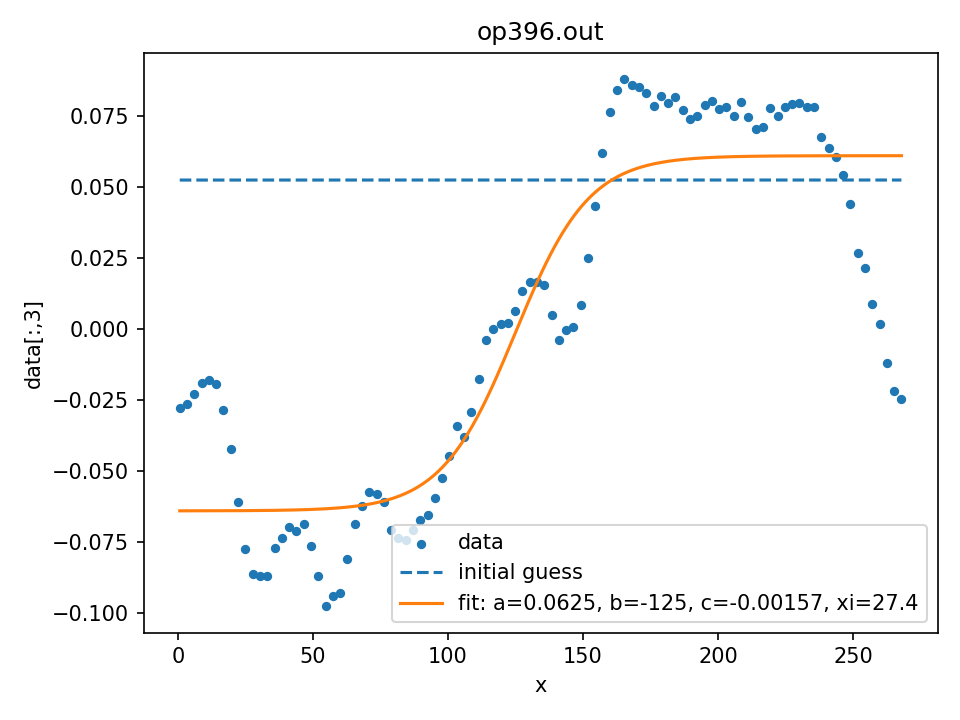 op396.out
0.075
0.050
0.025
0.000
−0.025
−0.050
−0.075
−0.100
data[:,3]
data
initial guess
fit: a=0.0625, b=-125, c=-0.00157, xi=27.4
0 50 100 150 200 250
x